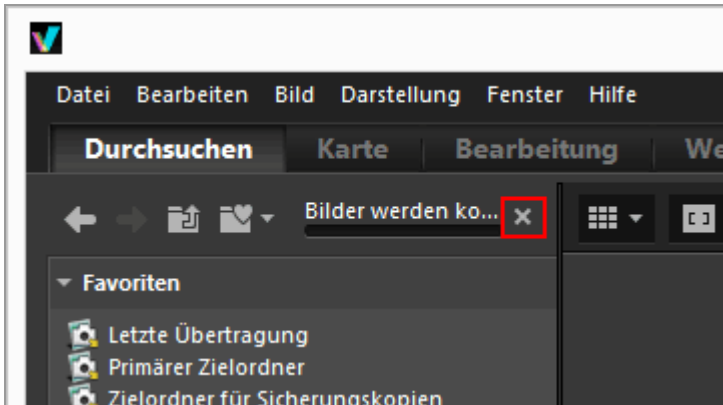 Datei Bearbeiten Bild Darstellung Fenster Hilfe
Durchsuchen Karte Bearbeitung
Bilder werden ko...
Favoriten
Letzte Übertragung
Primärer Zielordner
Zielordner für Sicherungskopien